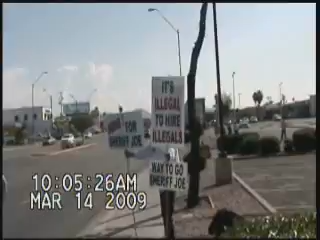 IT'S
ILLEGAL
TO HIRE
ILLEGALS
WAY TO GO
SHERIFF JOE
FOR
SHERIFF JOE
10:05:26AM
MAR 14 2009